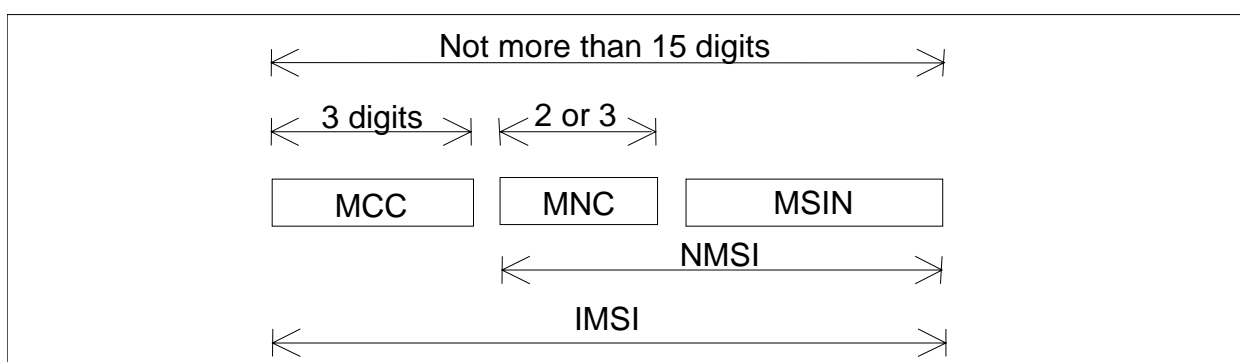 Not more than 15 digits
3 digits 2 or 3
MCC MNC MSIN
NMSI
IMSI